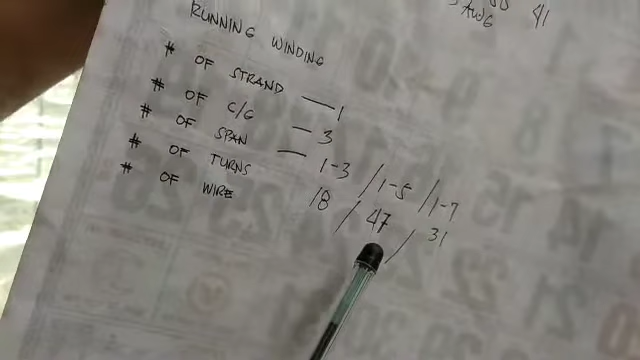 AWG 41
RUNNING WINDING
# OF STRAND — 1
# OF C/G — 3
# OF SPAN — 1-3 / 1-5 / 1-7
# OF TURNS 18 / 47 / 31
# OF WIRE